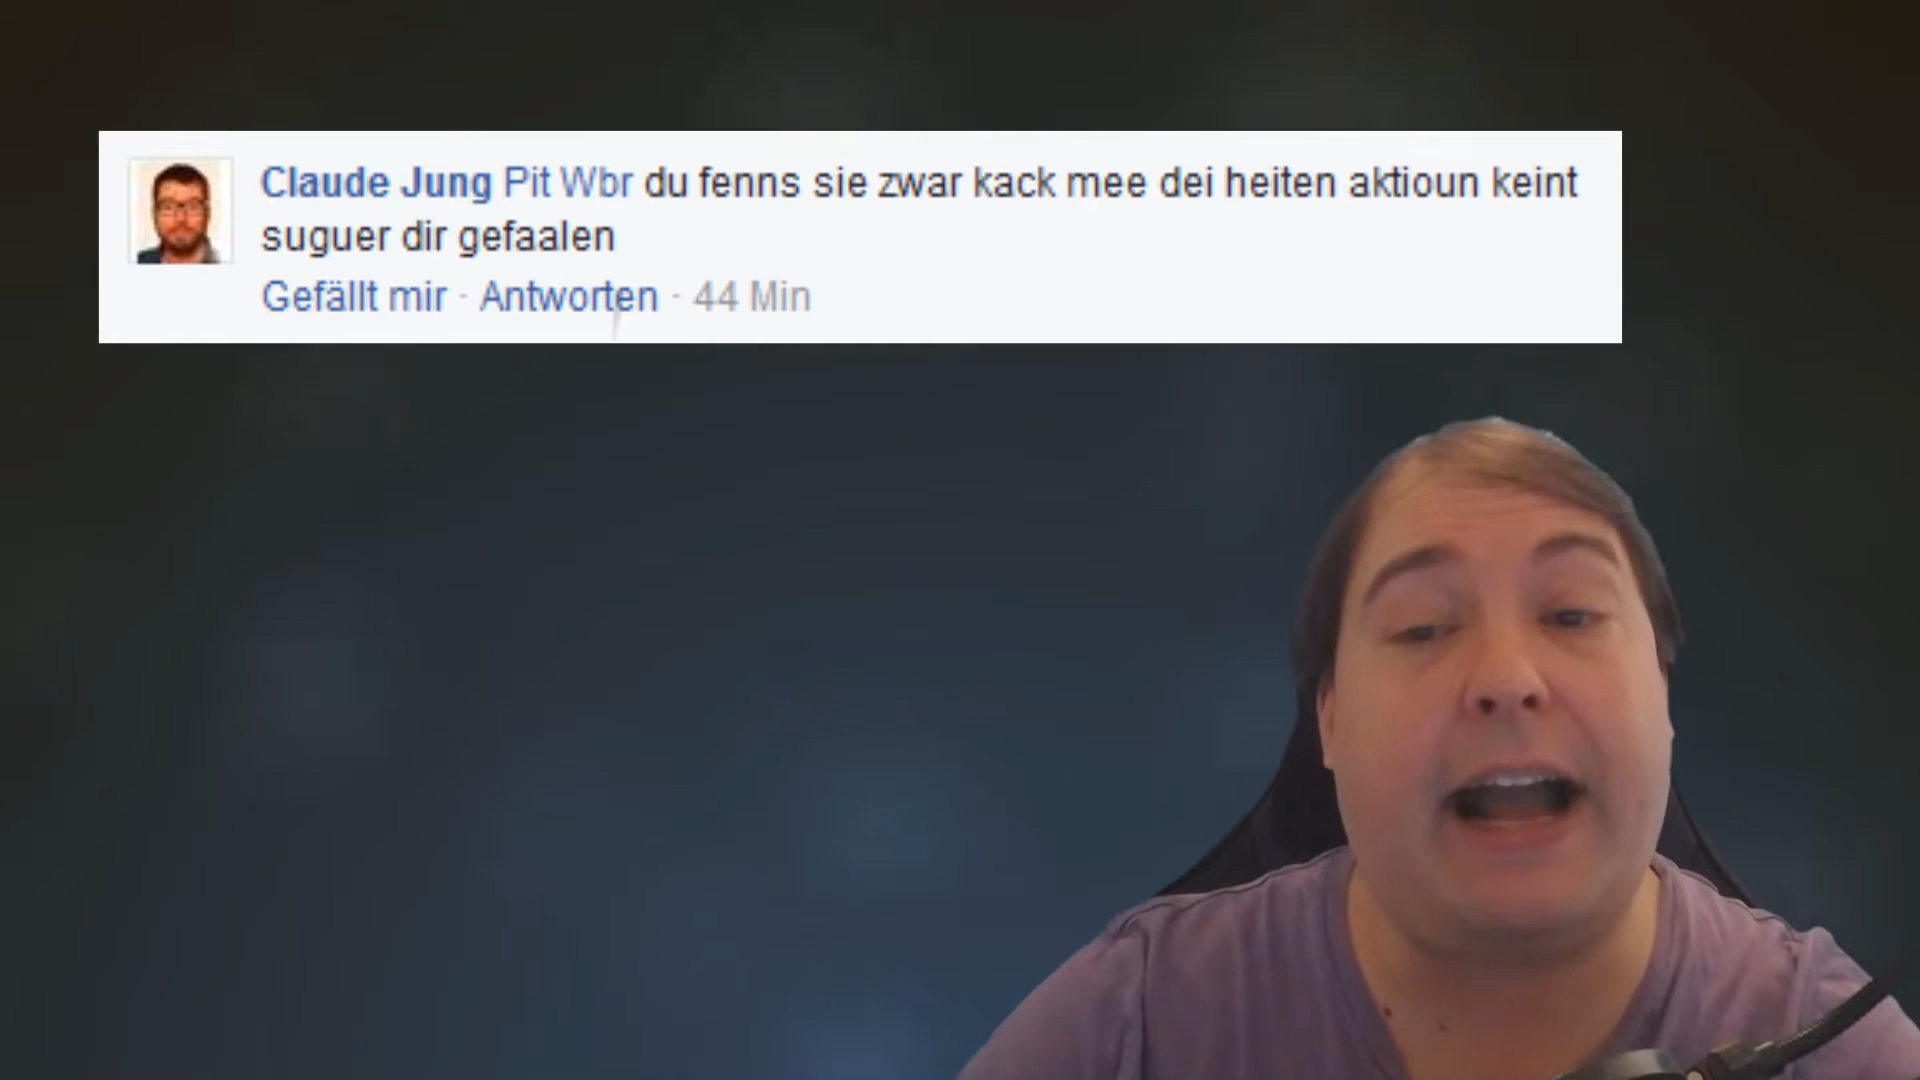 Claude Jung Pit Wbr du fenns sie zwar kack mee dei heiten aktioun keint
suguer dir gefaalen
Gefällt mir · Antworten · 44 Min